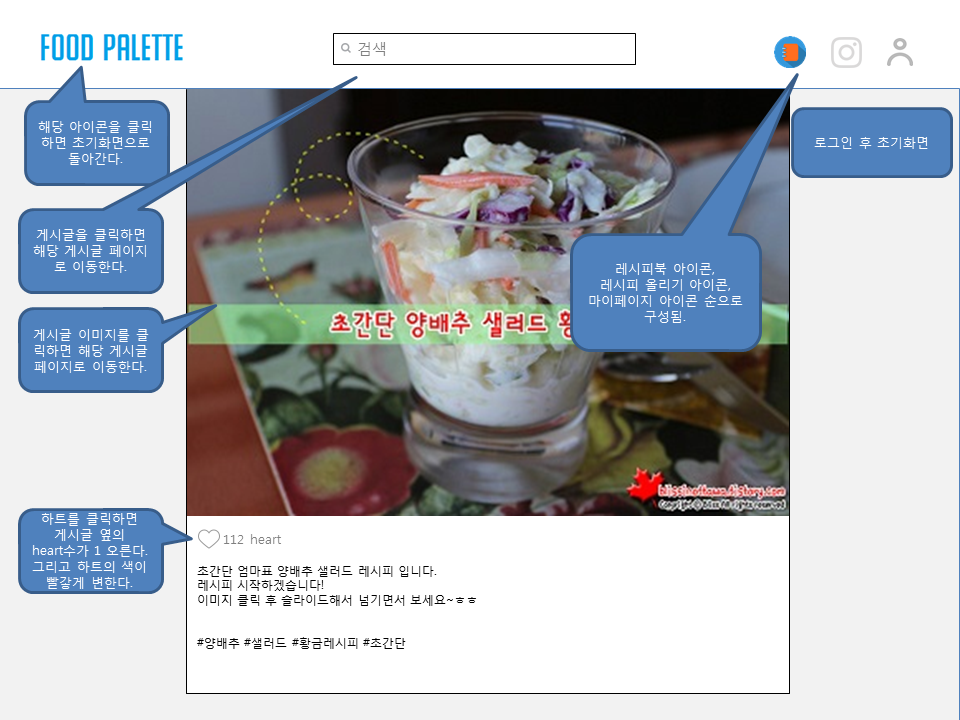 FOOD PALETTE
검색
해당 아이콘을 클릭
하면 초기화면으로
돌아간다.
로그인 후 초기화면
게시글을 클릭하면
해당 게시글 페이지
로 이동한다.
레시피북 아이콘,
레시피 올리기 아이콘,
마이페이지 아이콘 순으로
구성됨.
게시글 이미지를 클
릭하면 해당 게시글
페이지로 이동한다.
초간단 양배추 샐러드 황
blissinottawa.tistory.com
Copyright © bliss All rights reserved
하트를 클릭하면
게시글 옆의
heart수가 1 오른다.
그리고 하트의 색이
빨갛게 변한다.
112 heart
초간단 엄마표 양배추 샐러드 레시피 입니다.
레시피 시작하겠습니다!
이미지 클릭 후 슬라이드해서 넘기면서 보세요~ㅎㅎ
#양배추 #샐러드 #황금레시피 #초간단